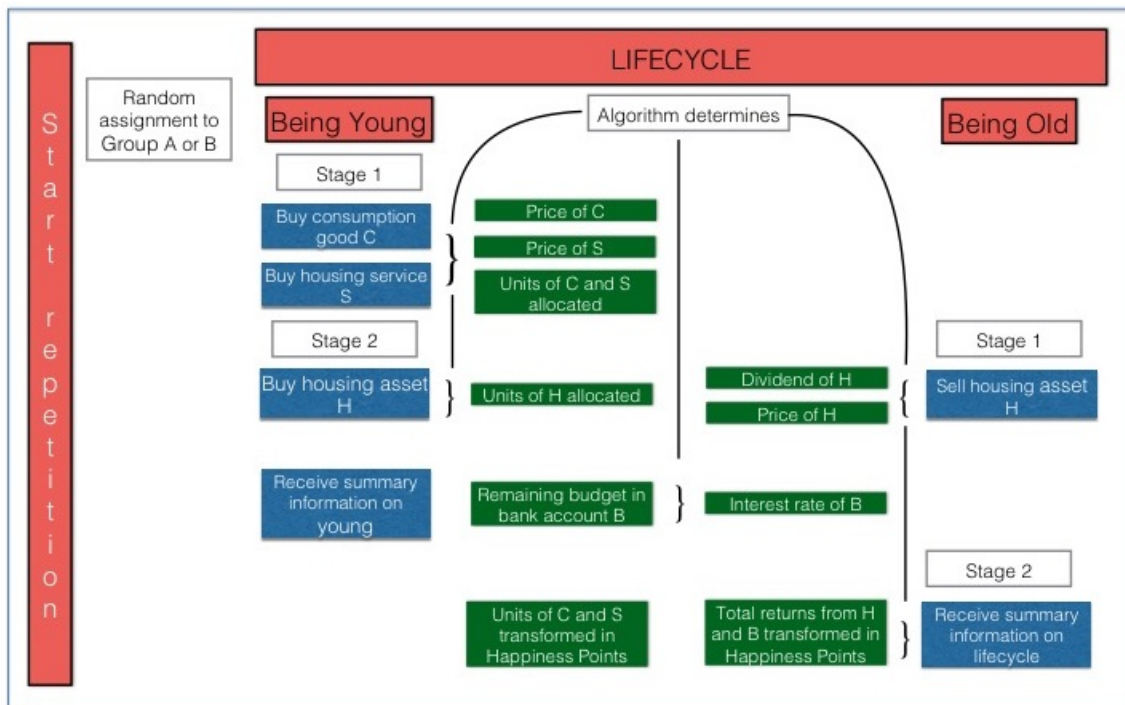 LIFECYCLE
Start repetition
Random
assignment to
Group A or B
Being Young
Algorithm determines
Being Old
Stage 1
Buy consumption
good C
Buy housing service
S
Price of C
Price of S
Units of C and S
allocated
Stage 2
Buy housing asset
H
Units of H allocated
Dividend of H
Price of H
Stage 1
Sell housing asset
H
Receive summary
information on
young
Remaining budget in
bank account B
Interest rate of B
Stage 2
Units of C and S
transformed in
Happiness Points
Total returns from H
and B transformed in
Happiness Points
Receive summary
information on
lifecycle